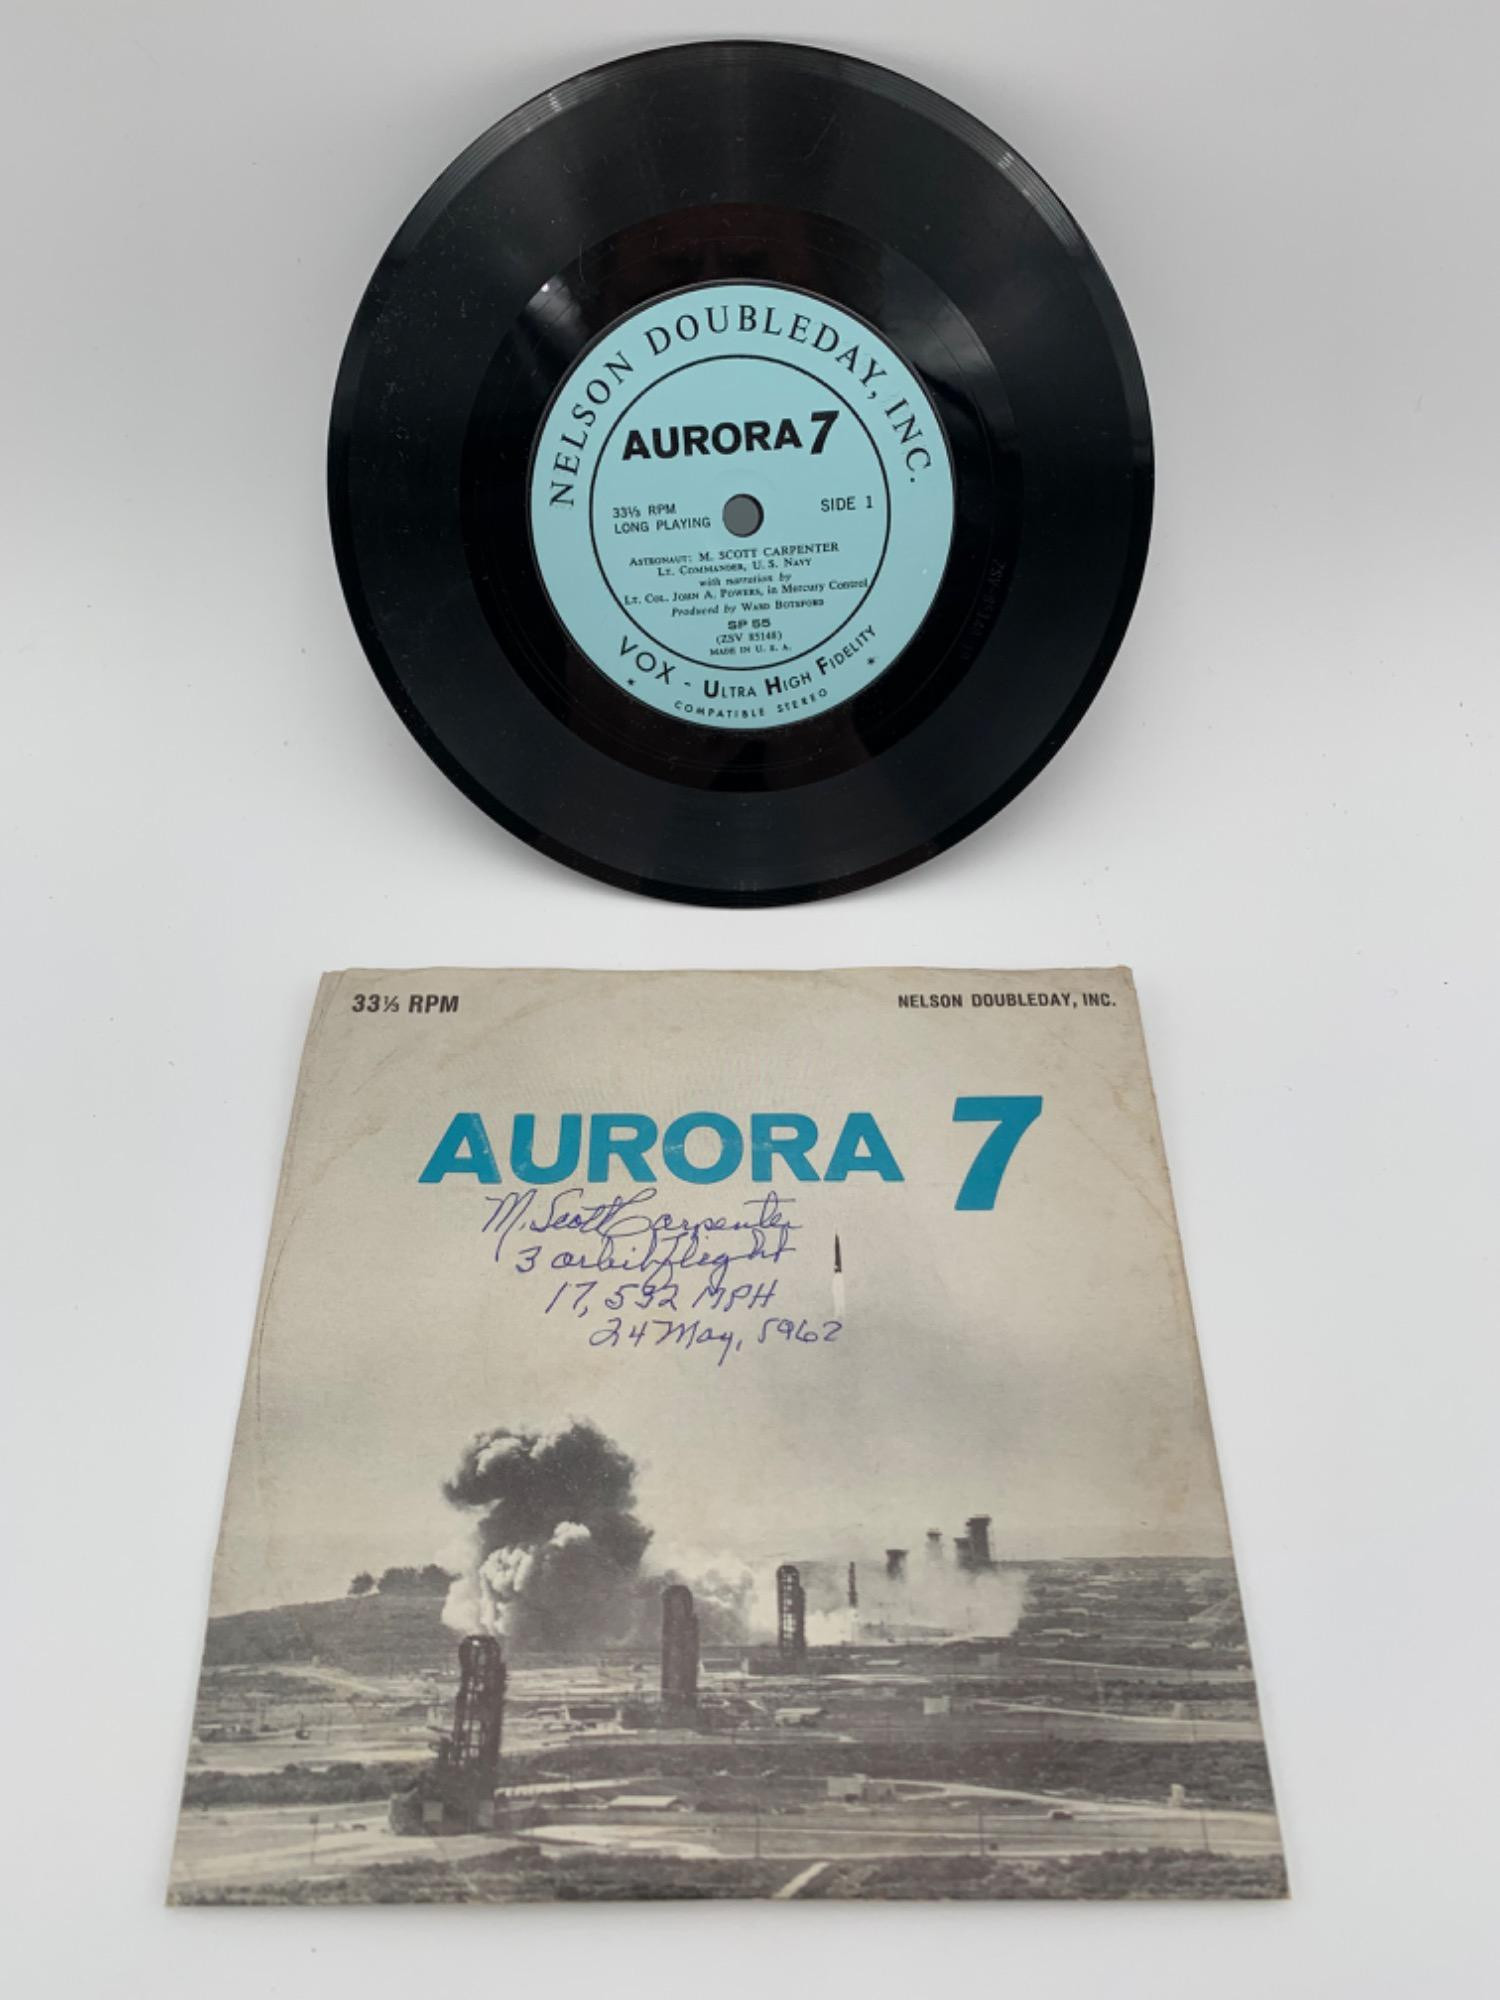 NELSON DOUBLEDAY, INC.
AURORA 7
33⅓ RPM
LONG PLAYING
SIDE 1
ASTRONAUT: M. SCOTT CARPENTER
LT. COMMANDER, U. S. NAVY
with narration by
LT. COL. JOHN A. POWERS, in Mercury Control
Produced by WARD BOTSFORD
SP 55
(ZSV 85148)
MADE IN U. S. A.
VOX - ULTRA HIGH FIDELITY
* COMPATIBLE STEREO *
33⅓ RPM
NELSON DOUBLEDAY, INC.
AURORA 7
M. Scott Carpenter
3 orbit flight
17,532 MPH
24 May, 1962